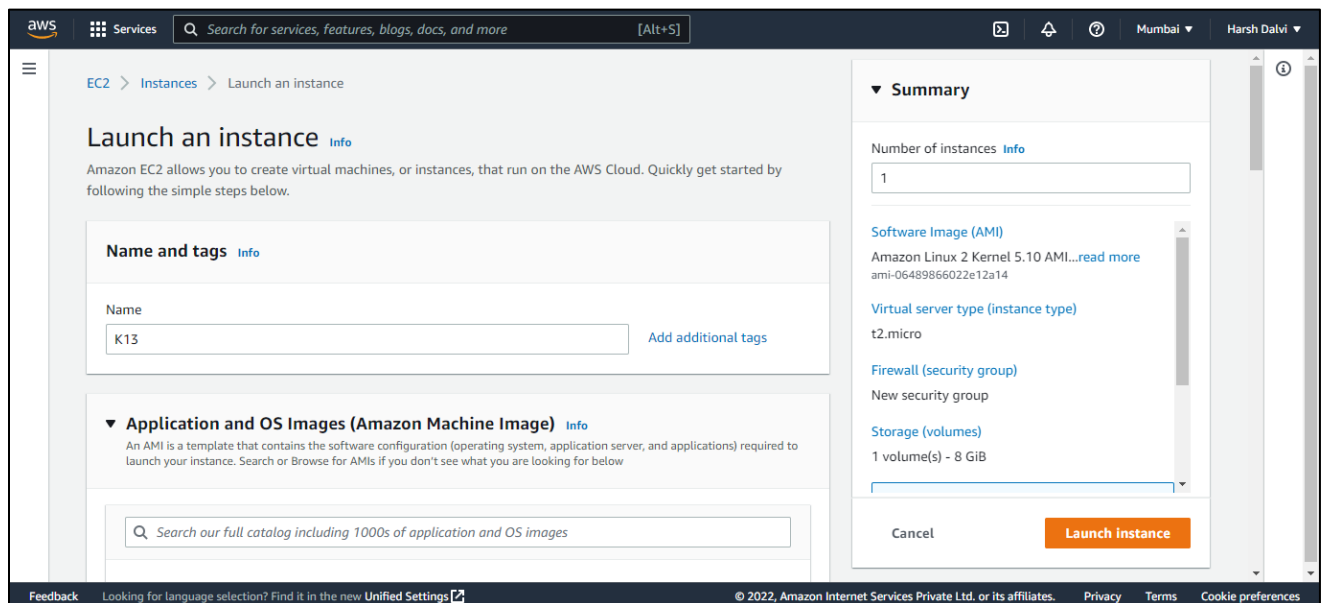 aws
Services
Search for services, features, blogs, docs, and more
[Alt+S]
Mumbai
Harsh Dalvi
EC2
Instances
Launch an instance
Launch an instance Info
Amazon EC2 allows you to create virtual machines, or instances, that run on the AWS Cloud. Quickly get started by
following the simple steps below.
Name and tags Info
Name
K13
Add additional tags
Application and OS Images (Amazon Machine Image) Info
An AMI is a template that contains the software configuration (operating system, application server, and applications) required to
launch your instance. Search or Browse for AMIs if you don't see what you are looking for below
Search our full catalog including 1000s of application and OS images
Summary
Number of instances Info
1
Software Image (AMI)
Amazon Linux 2 Kernel 5.10 AMI...read more
ami-06489866022e12a14
Virtual server type (instance type)
t2.micro
Firewall (security group)
New security group
Storage (volumes)
1 volume(s) - 8 GiB
Cancel
Launch instance
Feedback
Looking for language selection? Find it in the new Unified Settings
© 2022, Amazon Internet Services Private Ltd. or its affiliates.
Privacy
Terms
Cookie preferences